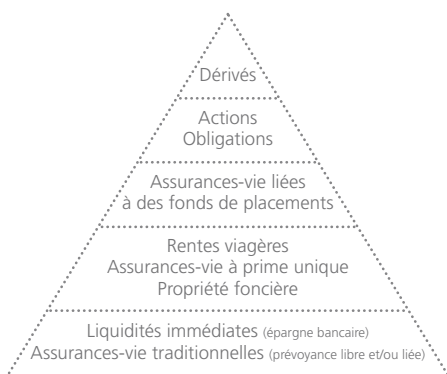 Dérivés
Actions
Obligations
Assurances-vie liées
à des fonds de placements
Rentes viagères
Assurances-vie à prime unique
Propriété foncière
Liquidités immédiates (épargne bancaire)
Assurances-vie traditionnelles (prévoyance libre et/ou liée)